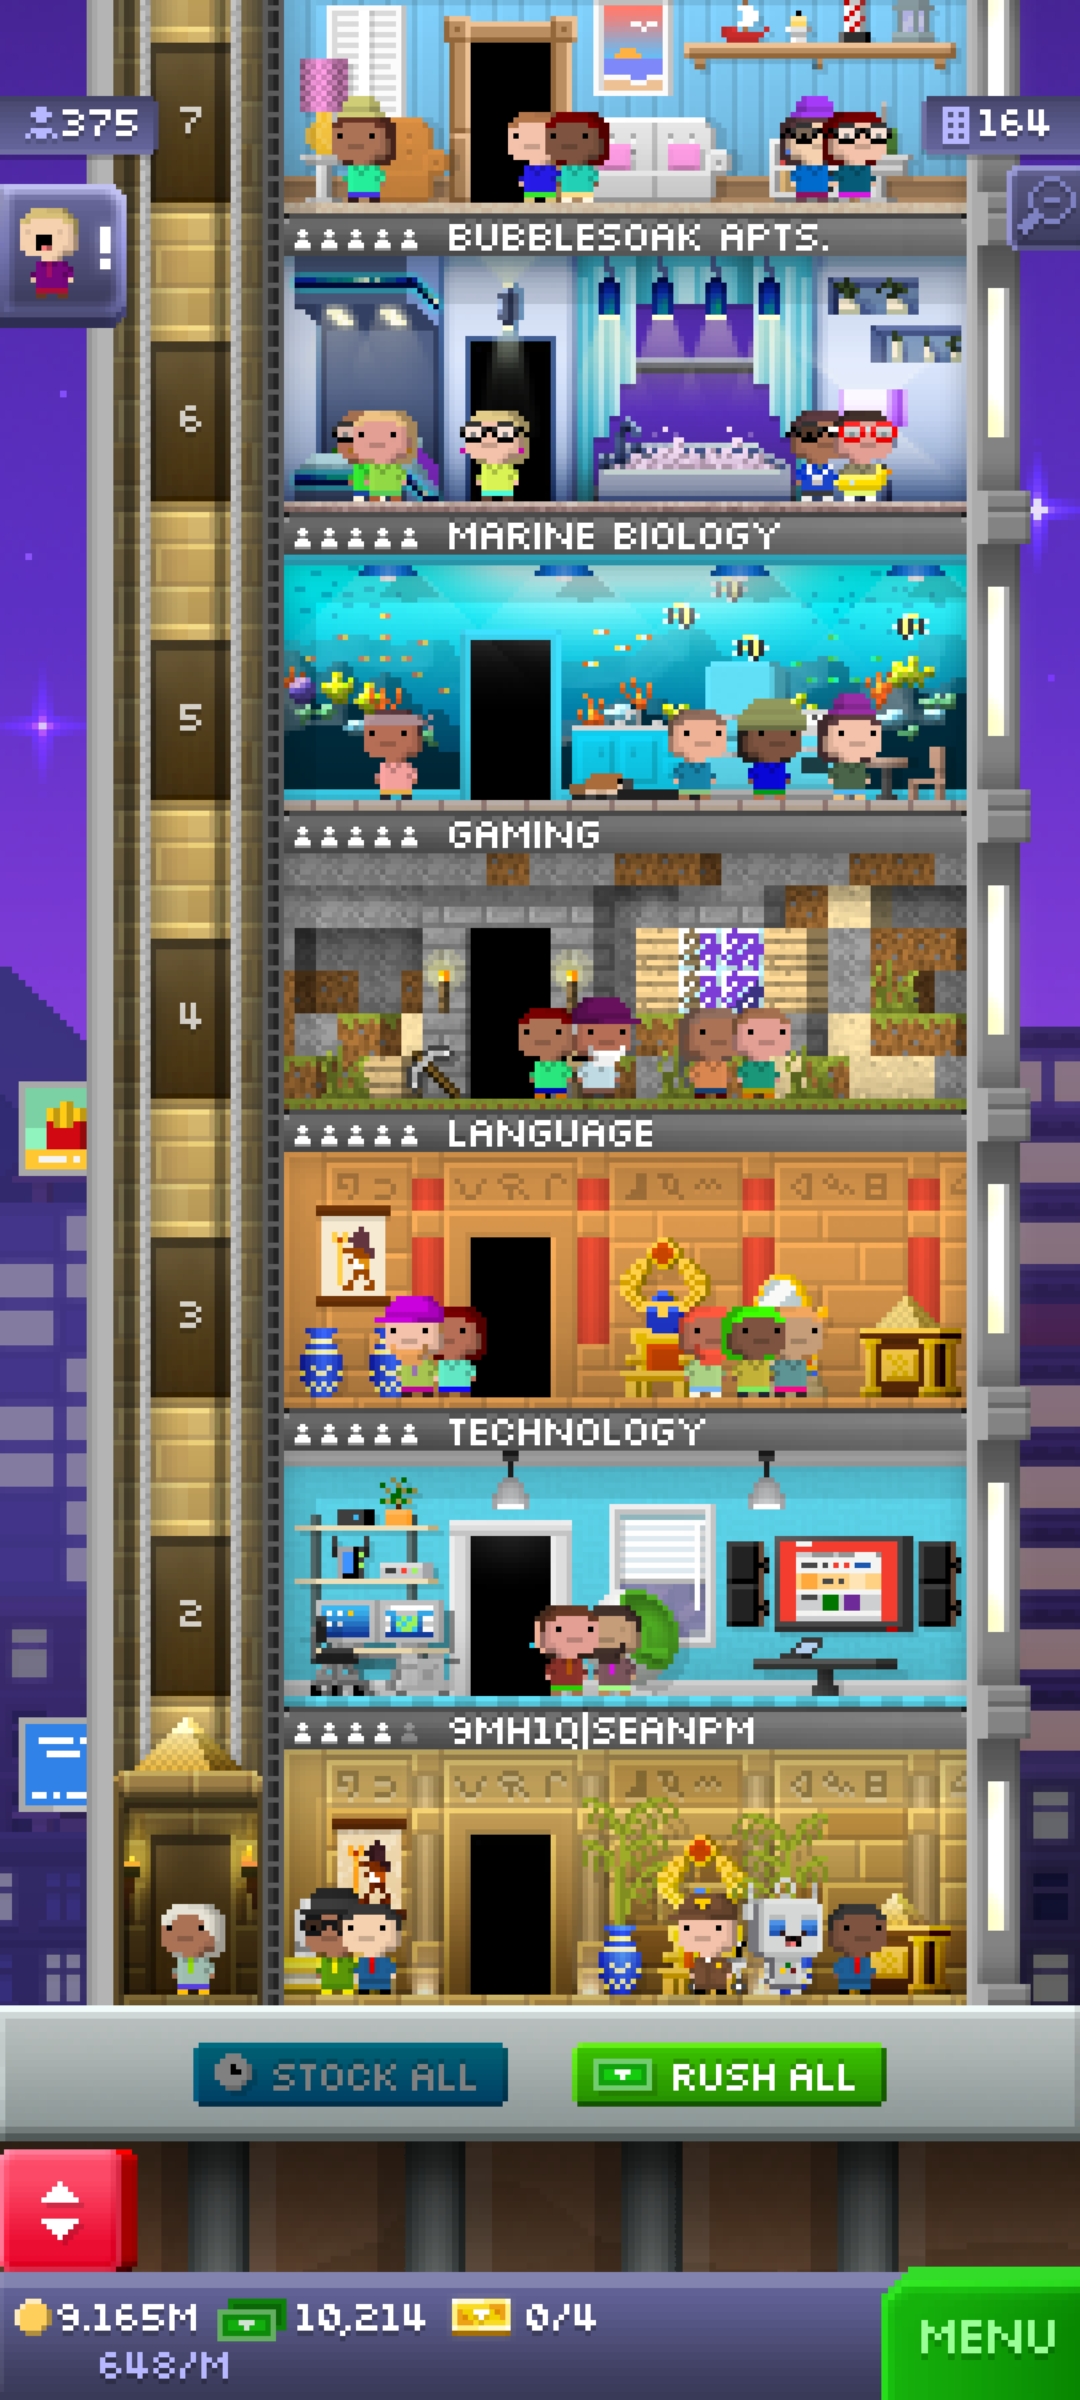 375
7
164
!
BUBBLESOAK APTS.
6
MARINE BIOLOGY
5
GAMING
4
LANGUAGE
3
TECHNOLOGY
2
9MH1Q|SEANPM
STOCK ALL
RUSH ALL
9.165M
10,214
0/4
648/M
MENU